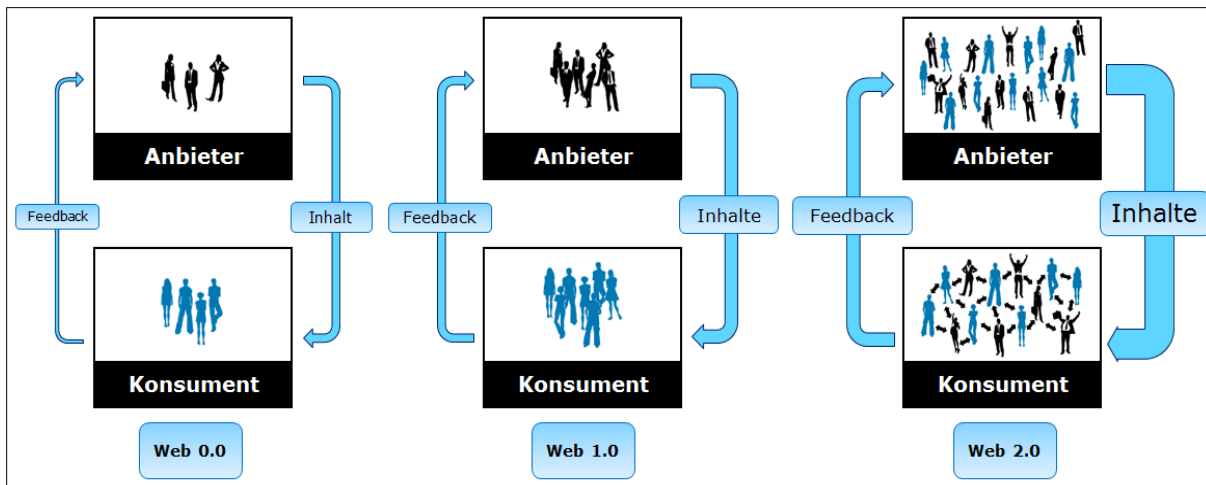 Anbieter
Anbieter
Anbieter
Feedback
Inhalt
Feedback
Inhalte
Feedback
Inhalte
Konsument
Konsument
Konsument
Web 0.0
Web 1.0
Web 2.0